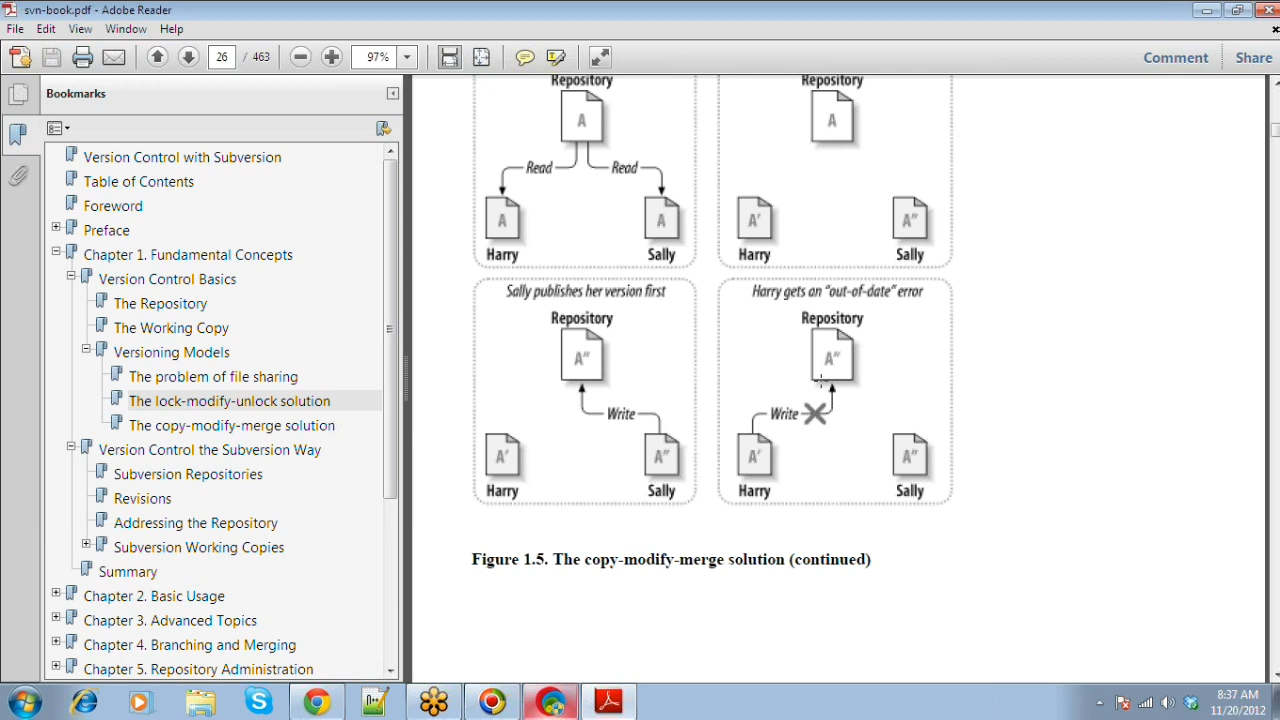 svn-book.pdf - Adobe Reader
File Edit View Window Help
26 / 463 97% Comment Share
Bookmarks
Version Control with Subversion
Table of Contents
Foreword
Preface
Chapter 1. Fundamental Concepts
Version Control Basics
The Repository
The Working Copy
Versioning Models
The problem of file sharing
The lock-modify-unlock solution
The copy-modify-merge solution
Version Control the Subversion Way
Subversion Repositories
Revisions
Addressing the Repository
Subversion Working Copies
Summary
Chapter 2. Basic Usage
Chapter 3. Advanced Topics
Chapter 4. Branching and Merging
Chapter 5. Repository Administration
Repository
A
Read Read
A A
Harry Sally
Repository
A
A' A"
Harry Sally
Sally publishes her version first
Repository
A"
Write
A' A"
Harry Sally
Harry gets an "out-of-date" error
Repository
A"
Write
A' A"
Harry Sally
Figure 1.5. The copy-modify-merge solution (continued)
8:37 AM
11/20/2012